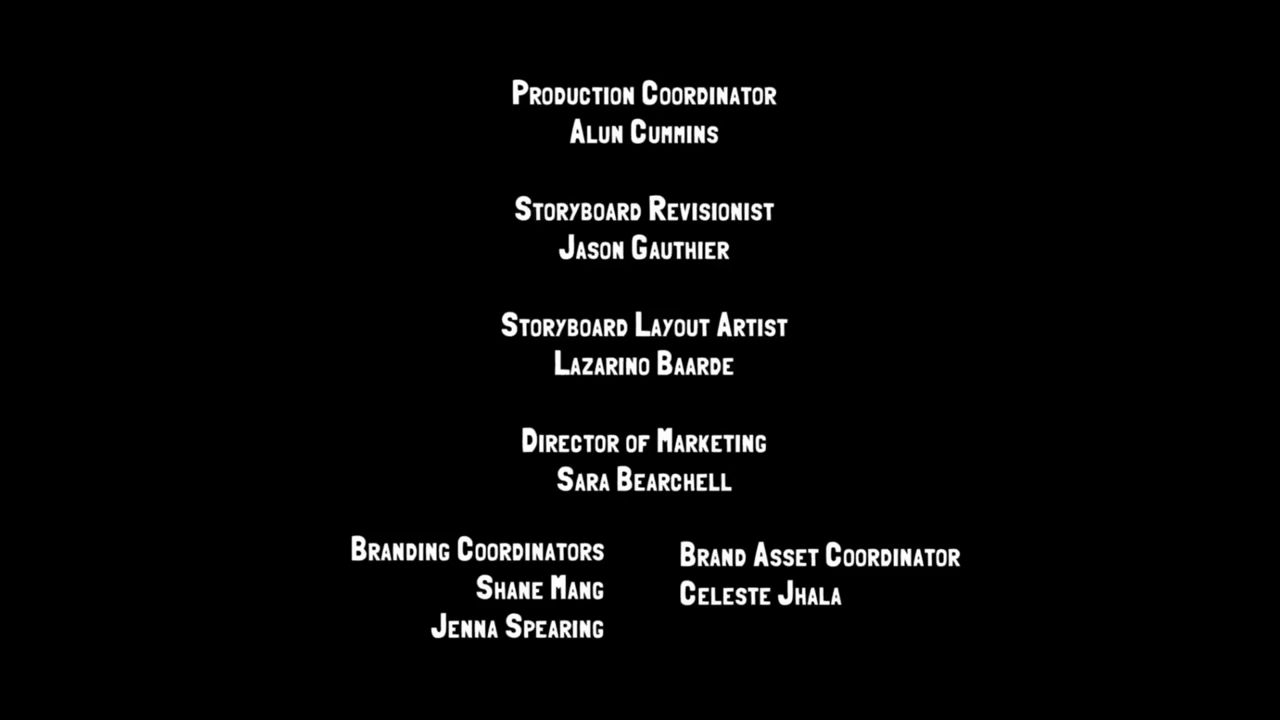 Production Coordinator
Alun Cummins
Storyboard Revisionist
Jason Gauthier
Storyboard Layout Artist
Lazarino Baarde
Director of Marketing
Sara Bearchell
Branding Coordinators
Shane Mang
Jenna Spearing
Brand Asset Coordinator
Celeste Jhala